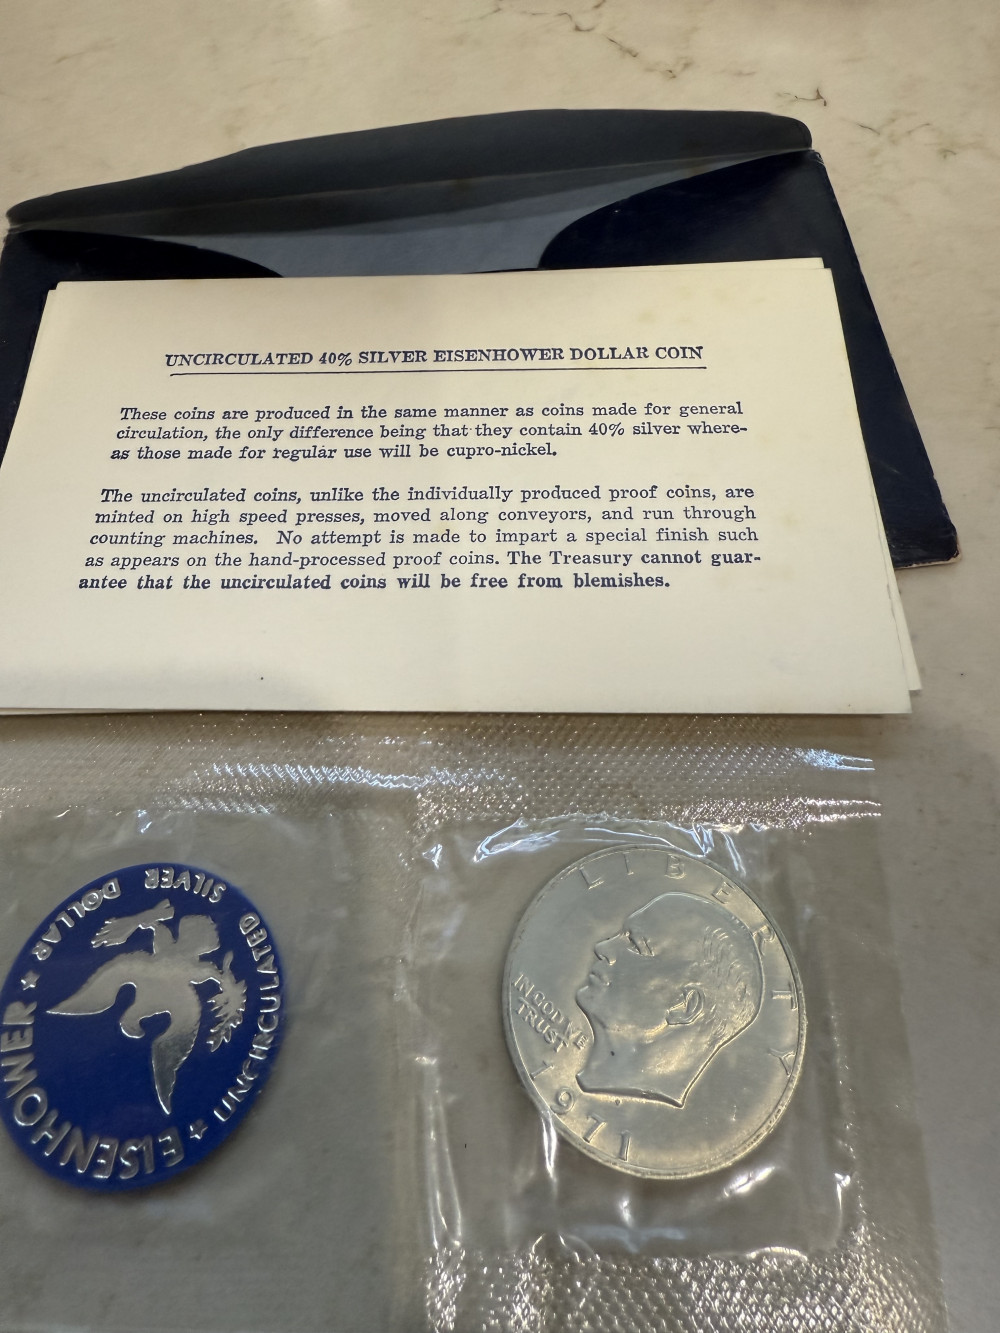 UNCIRCULATED 40% SILVER EISENHOWER DOLLAR COIN
These coins are produced in the same manner as coins made for general
circulation, the only difference being that they contain 40% silver where-
as those made for regular use will be cupro-nickel.
The uncirculated coins, unlike the individually produced proof coins, are
minted on high speed presses, moved along conveyors, and run through
counting machines. No attempt is made to impart a special finish such
as appears on the hand-processed proof coins. The Treasury cannot guar-
antee that the uncirculated coins will be free from blemishes.
EISENHOWER ★ DOLLAR SILVER UNCIRCULATED ★
LIBERTY
IN GOD WE
TRUST
1971